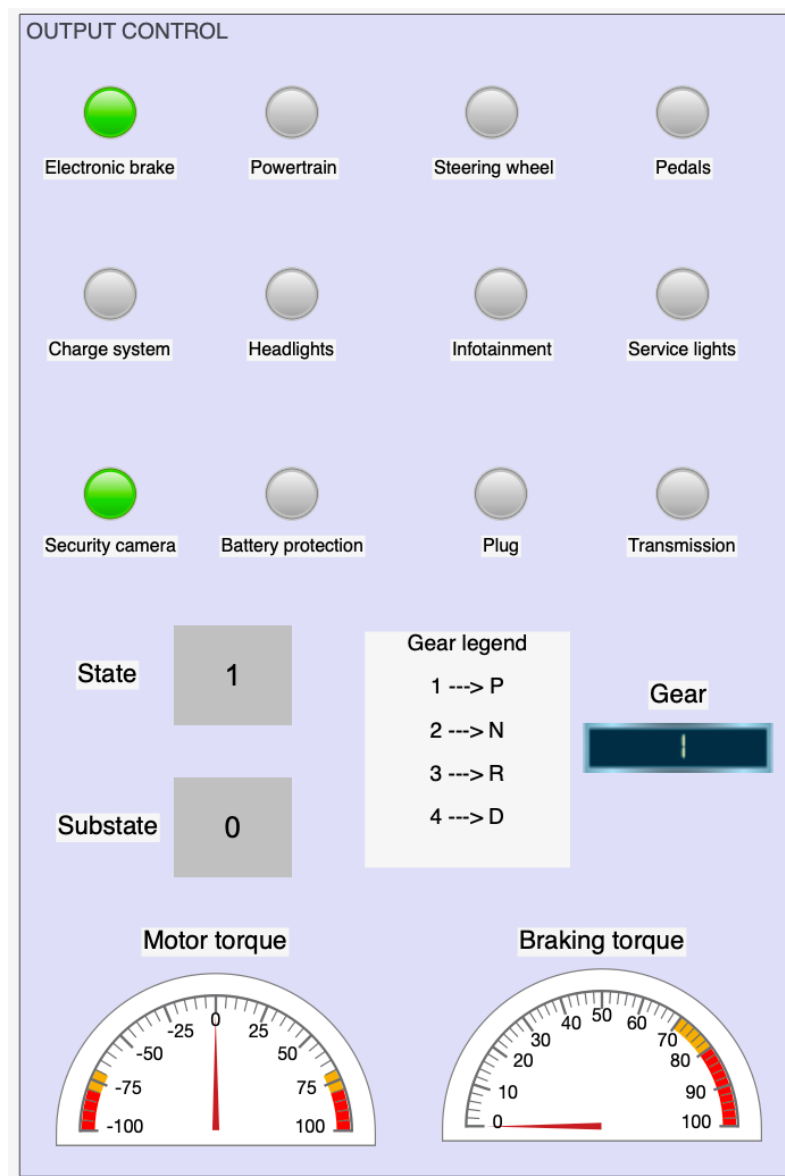 OUTPUT CONTROL
Electronic brake Powertrain Steering wheel Pedals
Charge system Headlights Infotainment Service lights
Security camera Battery protection Plug Transmission
State 1
Substate 0
Gear legend
1 ---> P
2 ---> N
3 ---> R
4 ---> D
Gear
1
Motor torque
-100 -75 -50 -25 0 25 50 75 100
Braking torque
0 10 20 30 40 50 60 70 80 90 100